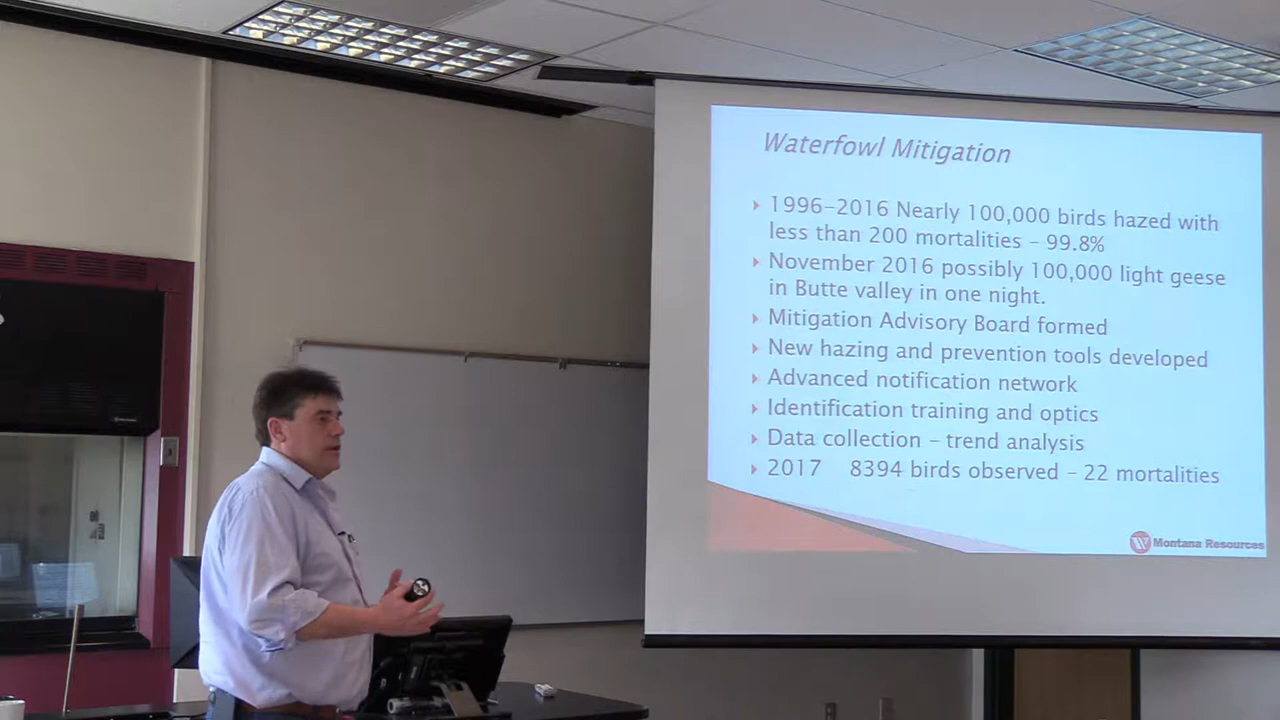 Waterfowl Mitigation
1996-2016 Nearly 100,000 birds hazed with
less than 200 mortalities - 99.8%
November 2016 possibly 100,000 light geese
in Butte valley in one night.
Mitigation Advisory Board formed
New hazing and prevention tools developed
Advanced notification network
Identification training and optics
Data collection - trend analysis
2017 8394 birds observed - 22 mortalities
Montana Resources